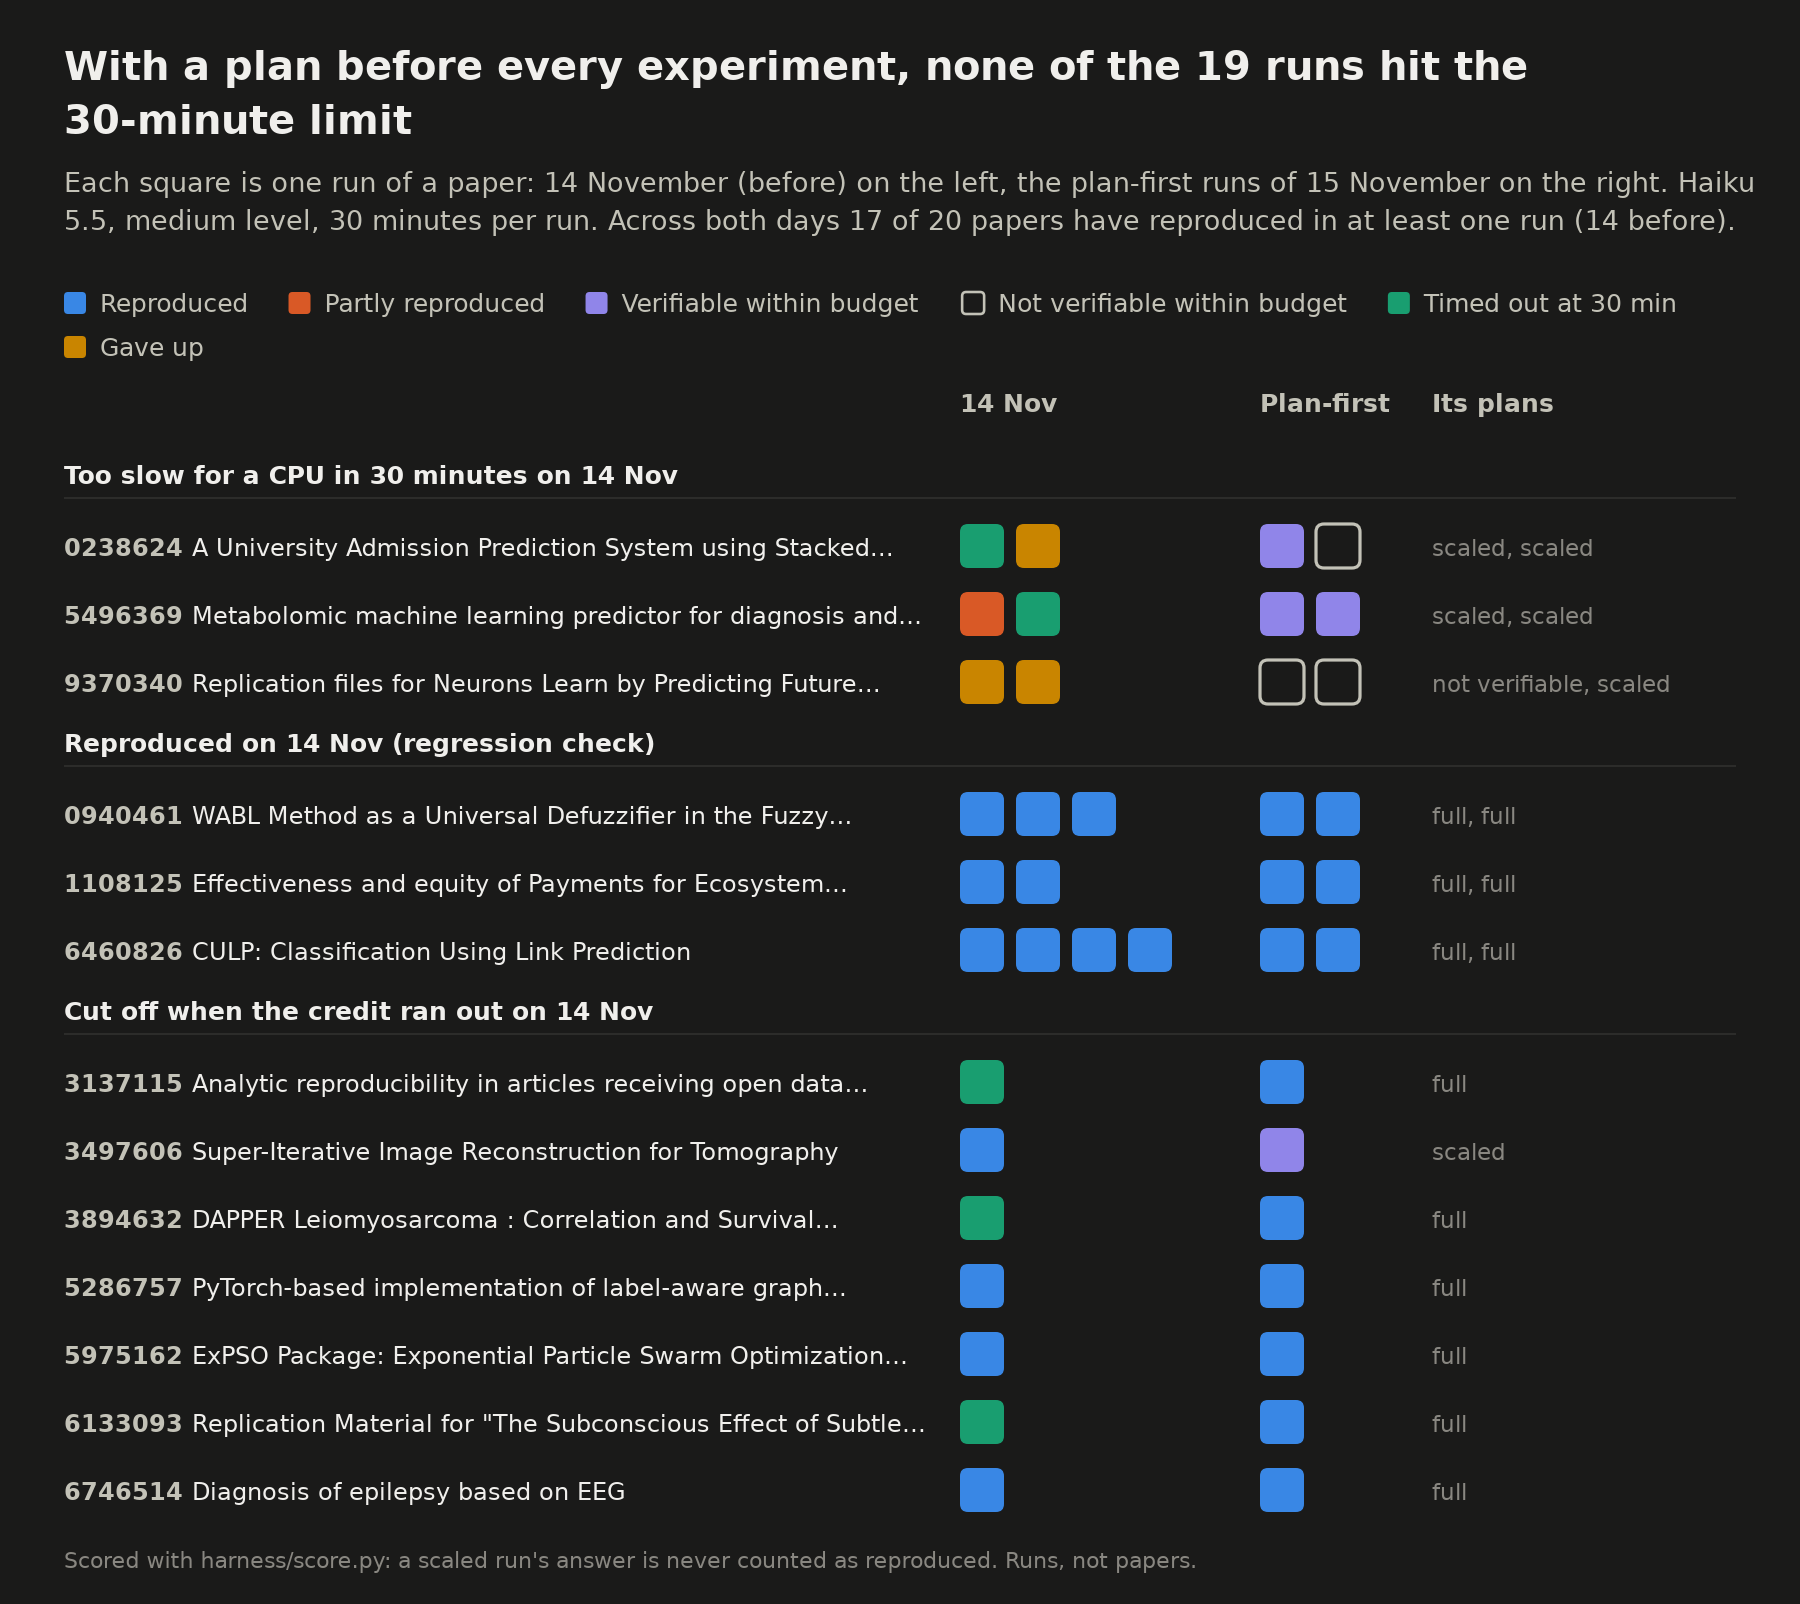 With a plan before every experiment, none of the 19 runs hit the
30-minute limit
Each square is one run of a paper: 14 November (before) on the left, the plan-first runs of 15 November on the right. Haiku
5.5, medium level, 30 minutes per run. Across both days 17 of 20 papers have reproduced in at least one run (14 before).
Reproduced Partly reproduced Verifiable within budget Not verifiable within budget Timed out at 30 min
Gave up
14 Nov Plan-first Its plans
Too slow for a CPU in 30 minutes on 14 Nov
0238624 A University Admission Prediction System using Stacked… scaled, scaled
5496369 Metabolomic machine learning predictor for diagnosis and… scaled, scaled
9370340 Replication files for Neurons Learn by Predicting Future… not verifiable, scaled
Reproduced on 14 Nov (regression check)
0940461 WABL Method as a Universal Defuzzifier in the Fuzzy… full, full
1108125 Effectiveness and equity of Payments for Ecosystem… full, full
6460826 CULP: Classification Using Link Prediction full, full
Cut off when the credit ran out on 14 Nov
3137115 Analytic reproducibility in articles receiving open data… full
3497606 Super-Iterative Image Reconstruction for Tomography scaled
3894632 DAPPER Leiomyosarcoma : Correlation and Survival… full
5286757 PyTorch-based implementation of label-aware graph… full
5975162 ExPSO Package: Exponential Particle Swarm Optimization… full
6133093 Replication Material for "The Subconscious Effect of Subtle… full
6746514 Diagnosis of epilepsy based on EEG full
Scored with harness/score.py: a scaled run's answer is never counted as reproduced. Runs, not papers.